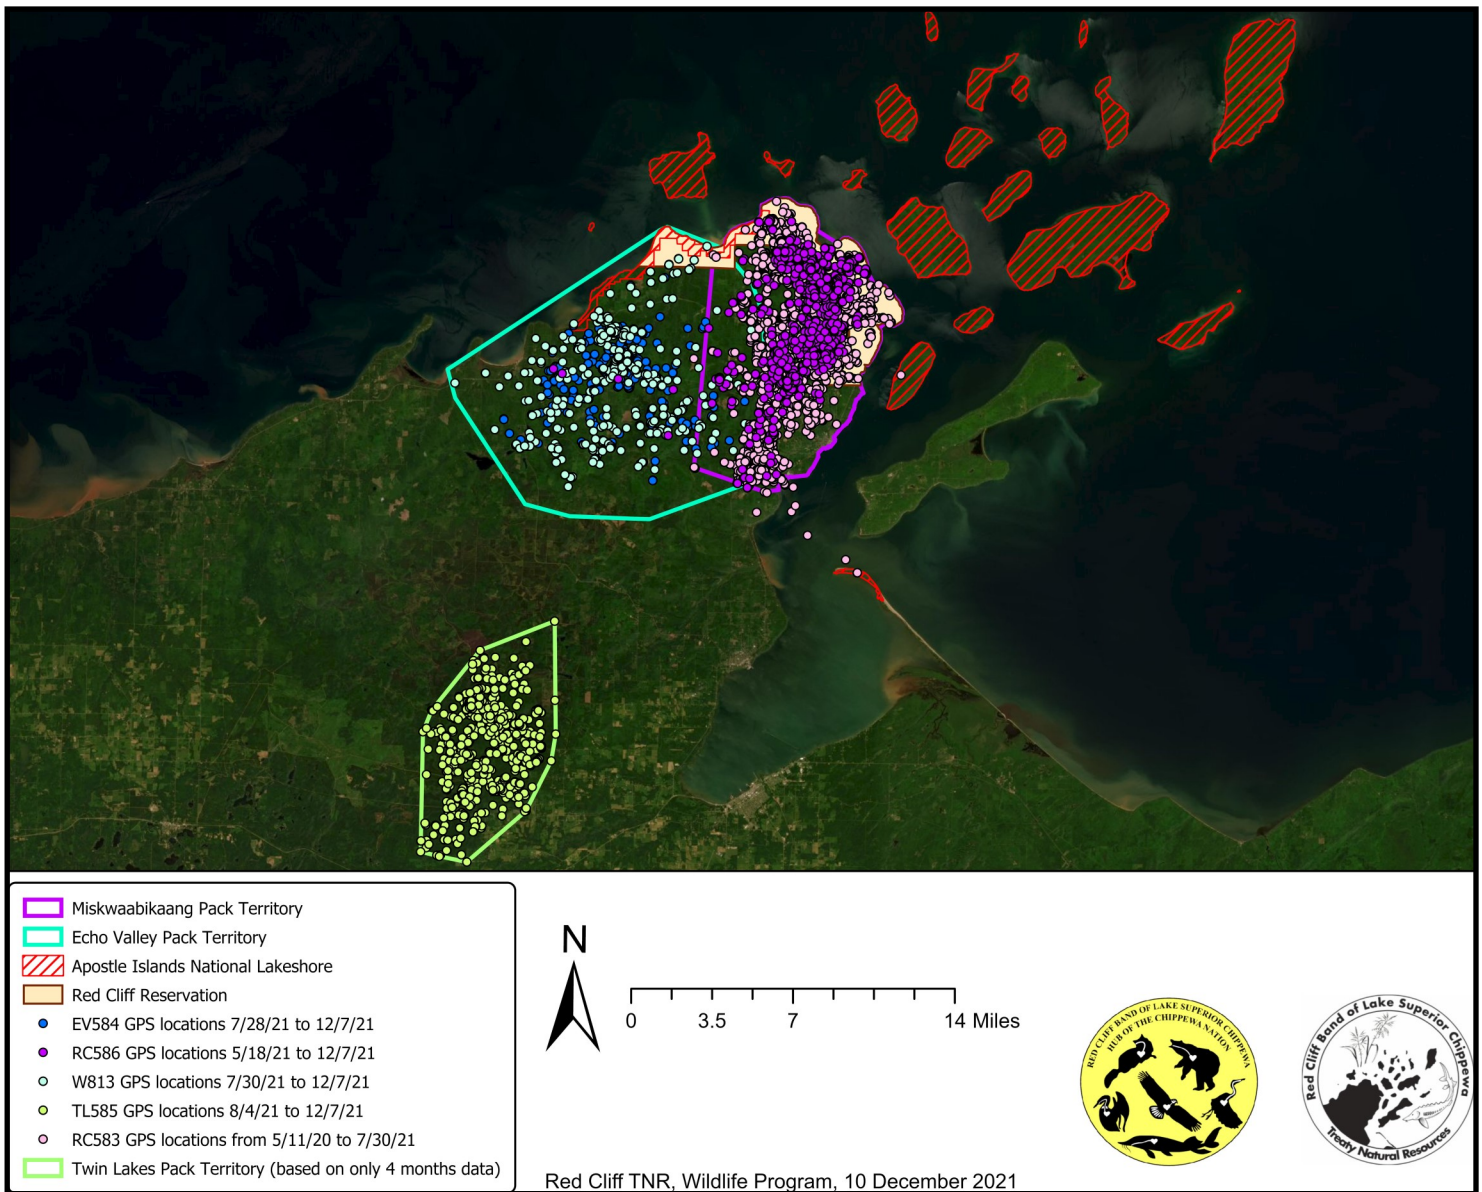 Miskwaabikaang Pack Territory
Echo Valley Pack Territory
Apostle Islands National Lakeshore
Red Cliff Reservation
EV584 GPS locations 7/28/21 to 12/7/21
RC586 GPS locations 5/18/21 to 12/7/21
W813 GPS locations 7/30/21 to 12/7/21
TL585 GPS locations 8/4/21 to 12/7/21
RC583 GPS locations from 5/11/20 to 7/30/21
Twin Lakes Pack Territory (based on only 4 months data)
N
0 3.5 7 14 Miles
Red Cliff TNR, Wildlife Program, 10 December 2021
RED CLIFF BAND OF LAKE SUPERIOR CHIPPEWA
HUB OF THE CHIPPEWA NATION
Red Cliff Band of Lake Superior Chippewa
Treaty Natural Resources